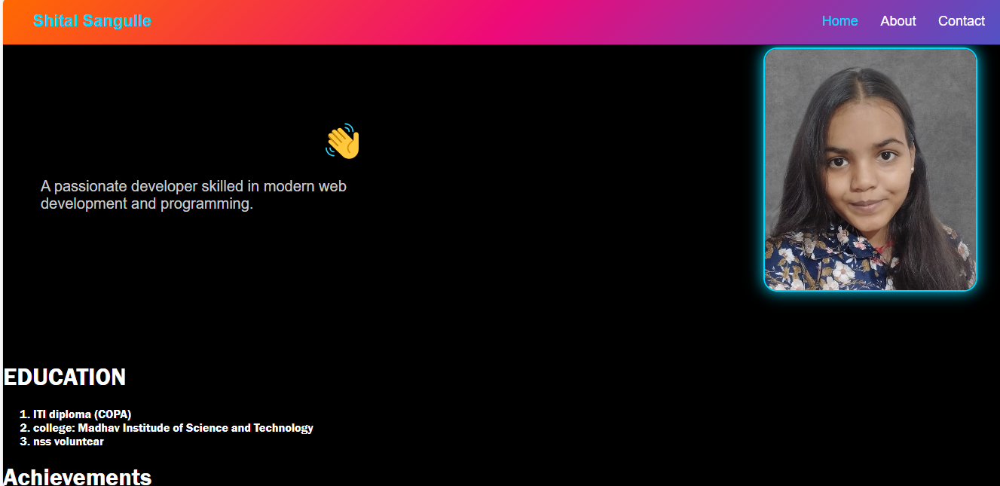 Shital Sangulle
Home About Contact
A passionate developer skilled in modern web
development and programming.
EDUCATION
1. ITI diploma (COPA)
2. college: Madhav Institude of Science and Technology
3. nss voluntear
Achievements